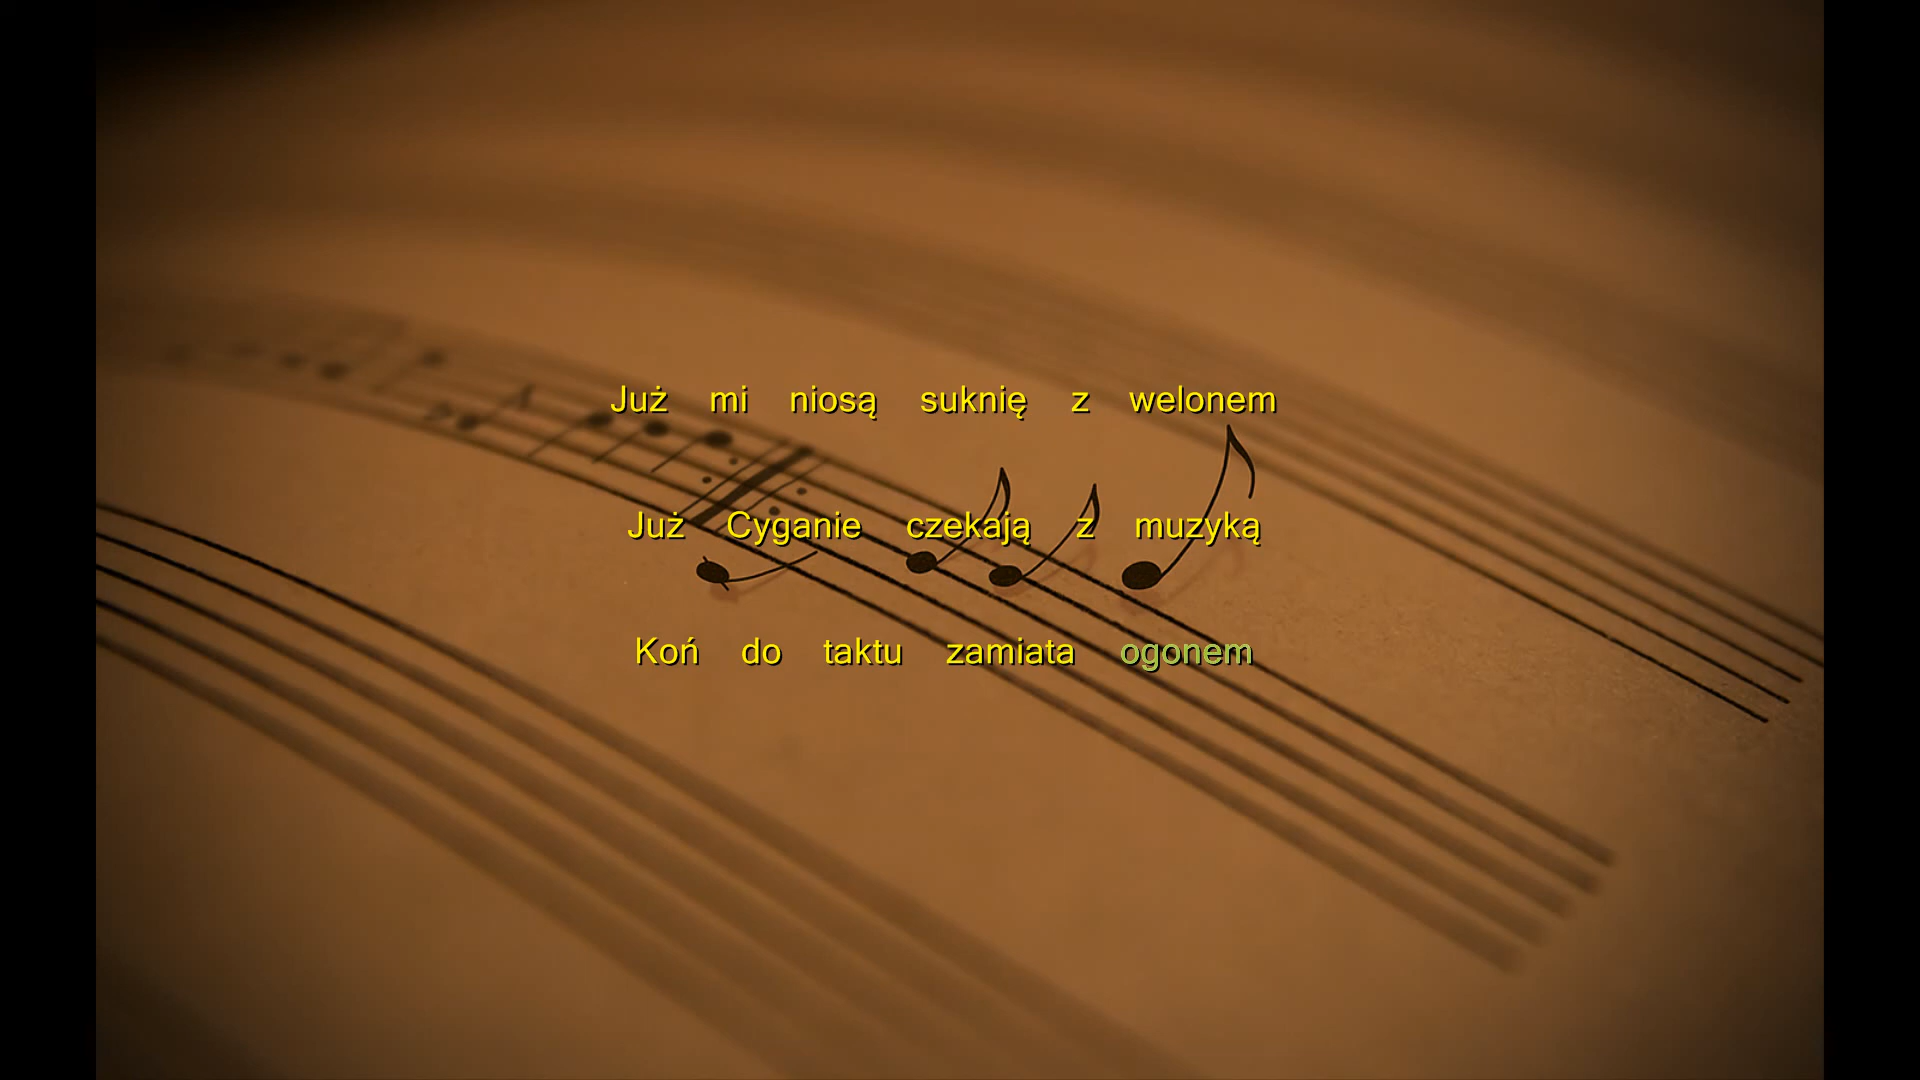 Już mi niosą suknię z welonem
Już Cyganie czekają z muzyką
Koń do taktu zamiata ogonem